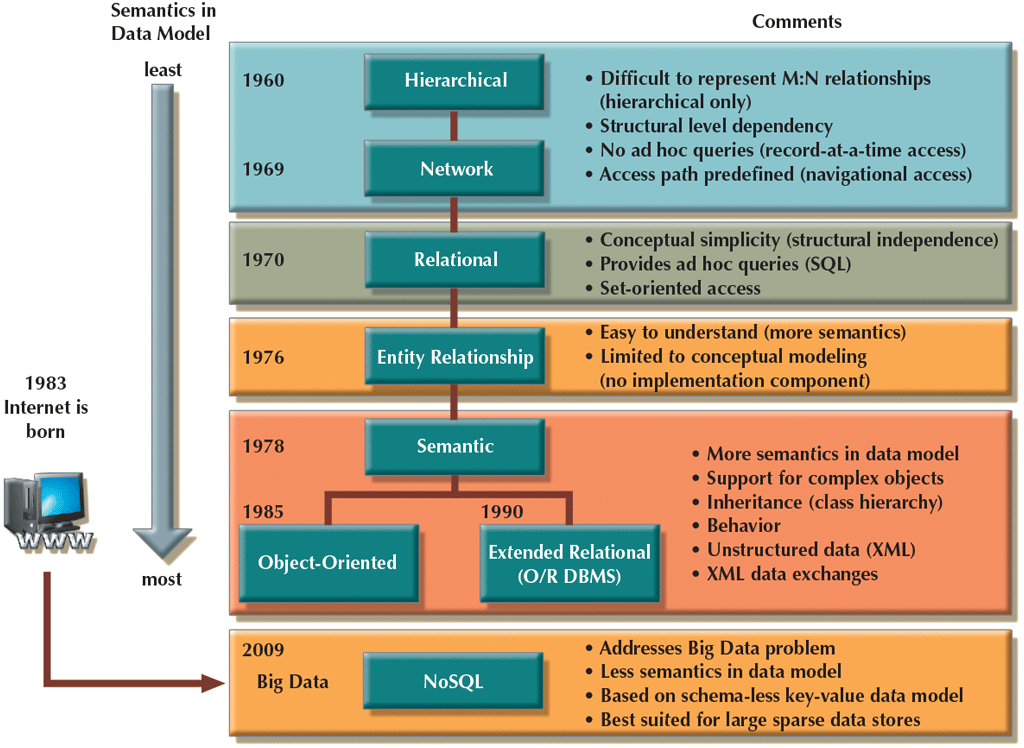 Semantics in
Data Model
Comments
least
1960
Hierarchical
• Difficult to represent M:N relationships
(hierarchical only)
• Structural level dependency
1969
Network
• No ad hoc queries (record-at-a-time access)
• Access path predefined (navigational access)
1970
Relational
• Conceptual simplicity (structural independence)
• Provides ad hoc queries (SQL)
• Set-oriented access
1976
Entity Relationship
• Easy to understand (more semantics)
• Limited to conceptual modeling
(no implementation component)
1983
Internet is
born
WWW
most
1978
Semantic
1985
Object-Oriented
1990
Extended Relational
(O/R DBMS)
• More semantics in data model
• Support for complex objects
• Inheritance (class hierarchy)
• Behavior
• Unstructured data (XML)
• XML data exchanges
2009
Big Data
NoSQL
• Addresses Big Data problem
• Less semantics in data model
• Based on schema-less key-value data model
• Best suited for large sparse data stores